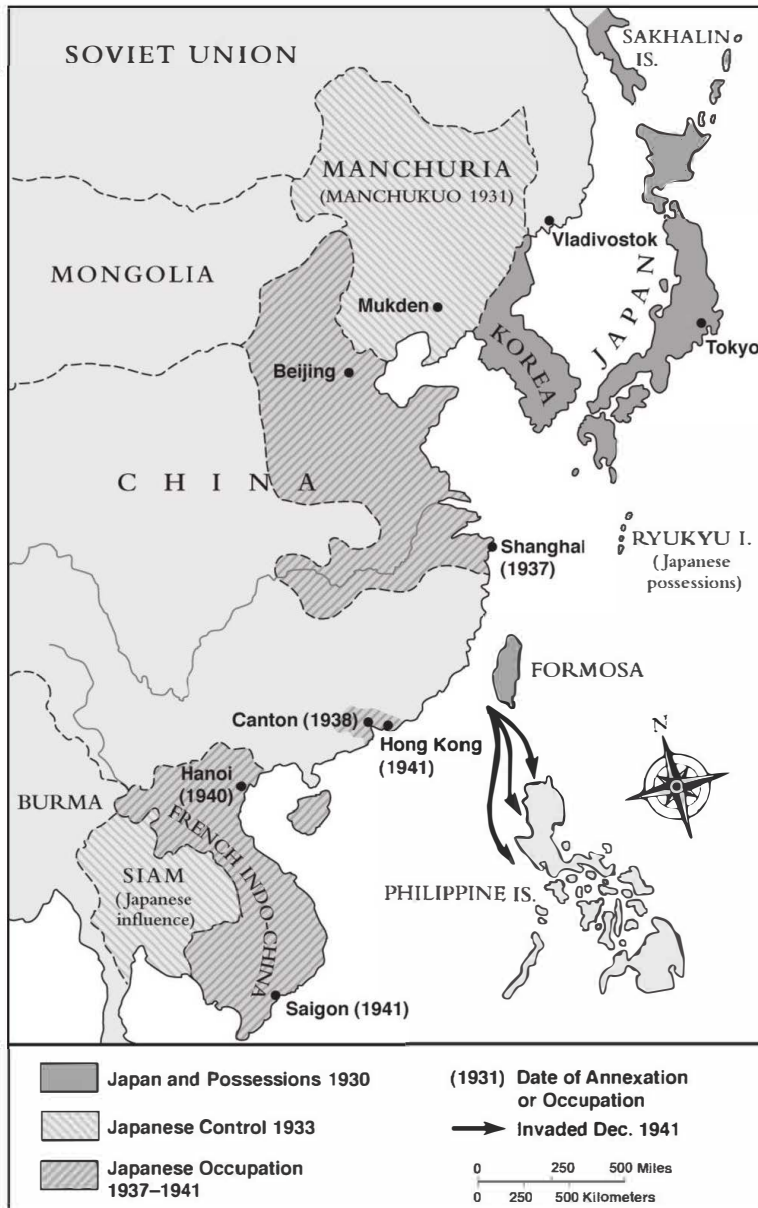 SOVIET UNION
SAKHALIN
IS.
MANCHURIA
(MANCHUKUO 1931)
Vladivostok
MONGOLIA
JAPAN
Mukden
Tokyo
KOREA
Beijing
CHINA
Shanghai
(1937)
RYUKYU I.
(Japanese
possessions)
FORMOSA
Canton (1938)
Hong Kong
(1941)
N
Hanoi
(1940)
BURMA
FRENCH INDO-CHINA
SIAM
(Japanese
influence)
PHILIPPINE IS.
Saigon (1941)
Japan and Possessions 1930
Japanese Control 1933
Japanese Occupation
1937–1941
(1931) Date of Annexation
or Occupation
Invaded Dec. 1941
0 250 500 Miles
0 250 500 Kilometers